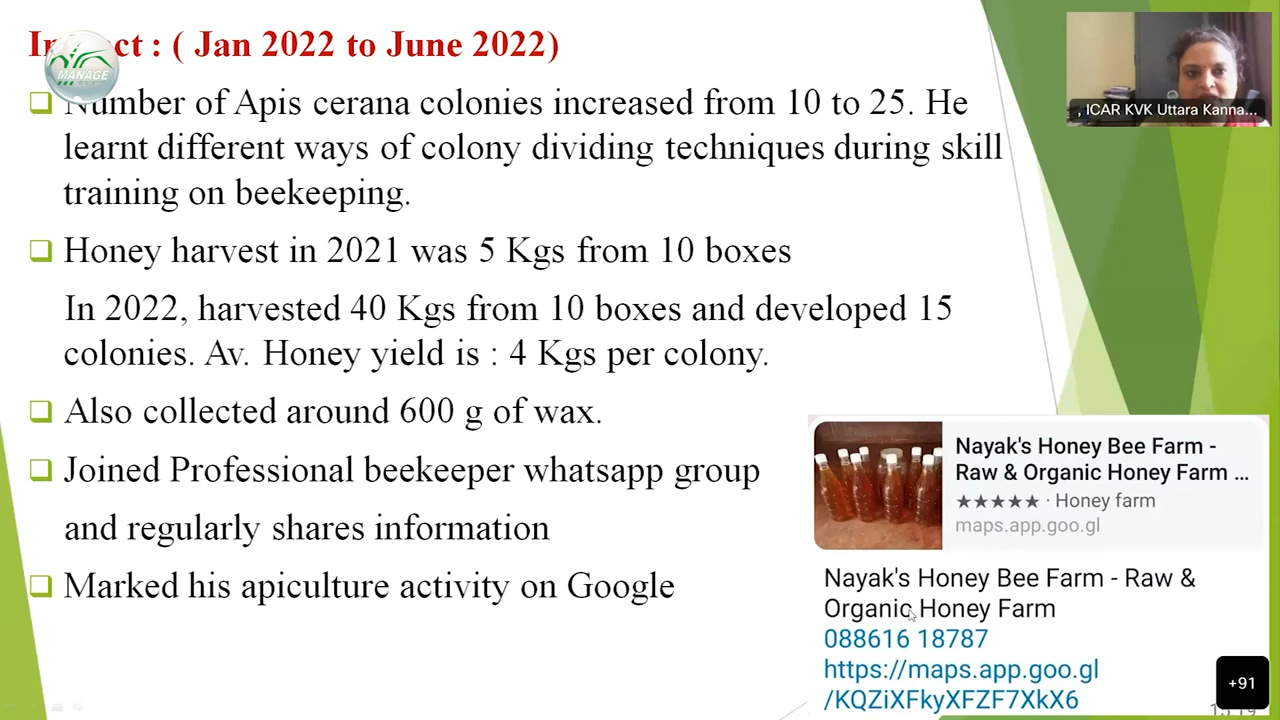 : ( Jan 2022 to June 2022)
MANAGE
Number of Apis cerana colonies increased from 10 to 25. He
learnt different ways of colony dividing techniques during skill
training on beekeeping.
Honey harvest in 2021 was 5 Kgs from 10 boxes
In 2022, harvested 40 Kgs from 10 boxes and developed 15
colonies. Av. Honey yield is : 4 Kgs per colony.
Also collected around 600 g of wax.
Joined Professional beekeeper whatsapp group
and regularly shares information
Marked his apiculture activity on Google
, ICAR KVK Uttara Kanna...
Nayak's Honey Bee Farm -
Raw & Organic Honey Farm ...
★★★★★ · Honey farm
maps.app.goo.gl
Nayak's Honey Bee Farm - Raw &
Organic Honey Farm
088616 18787
https://maps.app.goo.gl
/KQZiXFkyXFZF7XkX6
+91